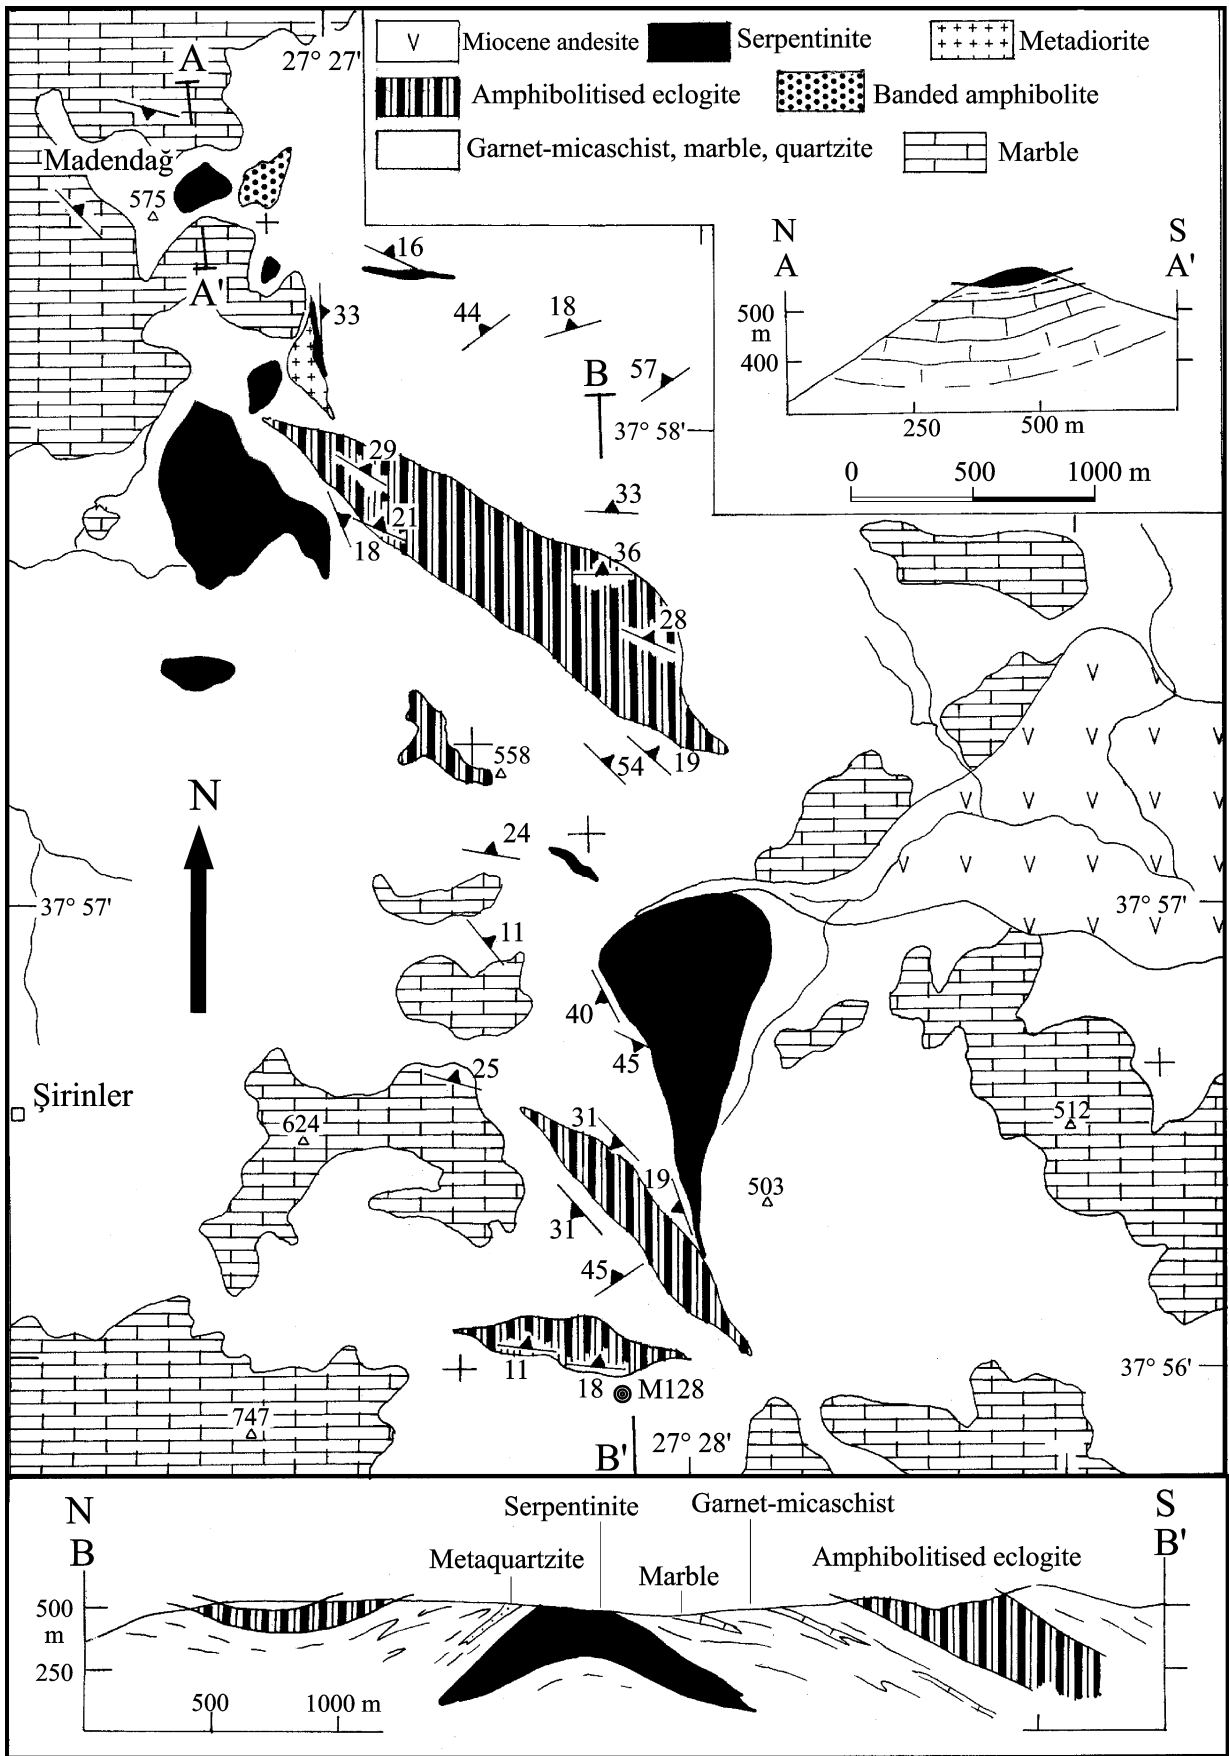 A
27° 27'
Miocene andesite
Serpentinite
Metadiorite
Amphibolitised eclogite
Banded amphibolite
Garnet-micaschist, marble, quartzite
Marble
Madendağ
575
A'
16
33
44
18
B
57
37° 58'
N
A
S
A'
500
m
400
250
500 m
0
500
1000 m
29
21
18
33
36
28
558
54
19
N
24
37° 57'
37° 57'
11
40
45
25
Şirinler
624
512
31
19
503
31
45
11
18
M128
37° 56'
747
B'
27° 28'
N
B
S
B'
Serpentinite
Garnet-micaschist
Metaquartzite
Marble
Amphibolitised eclogite
500
m
250
500
1000 m